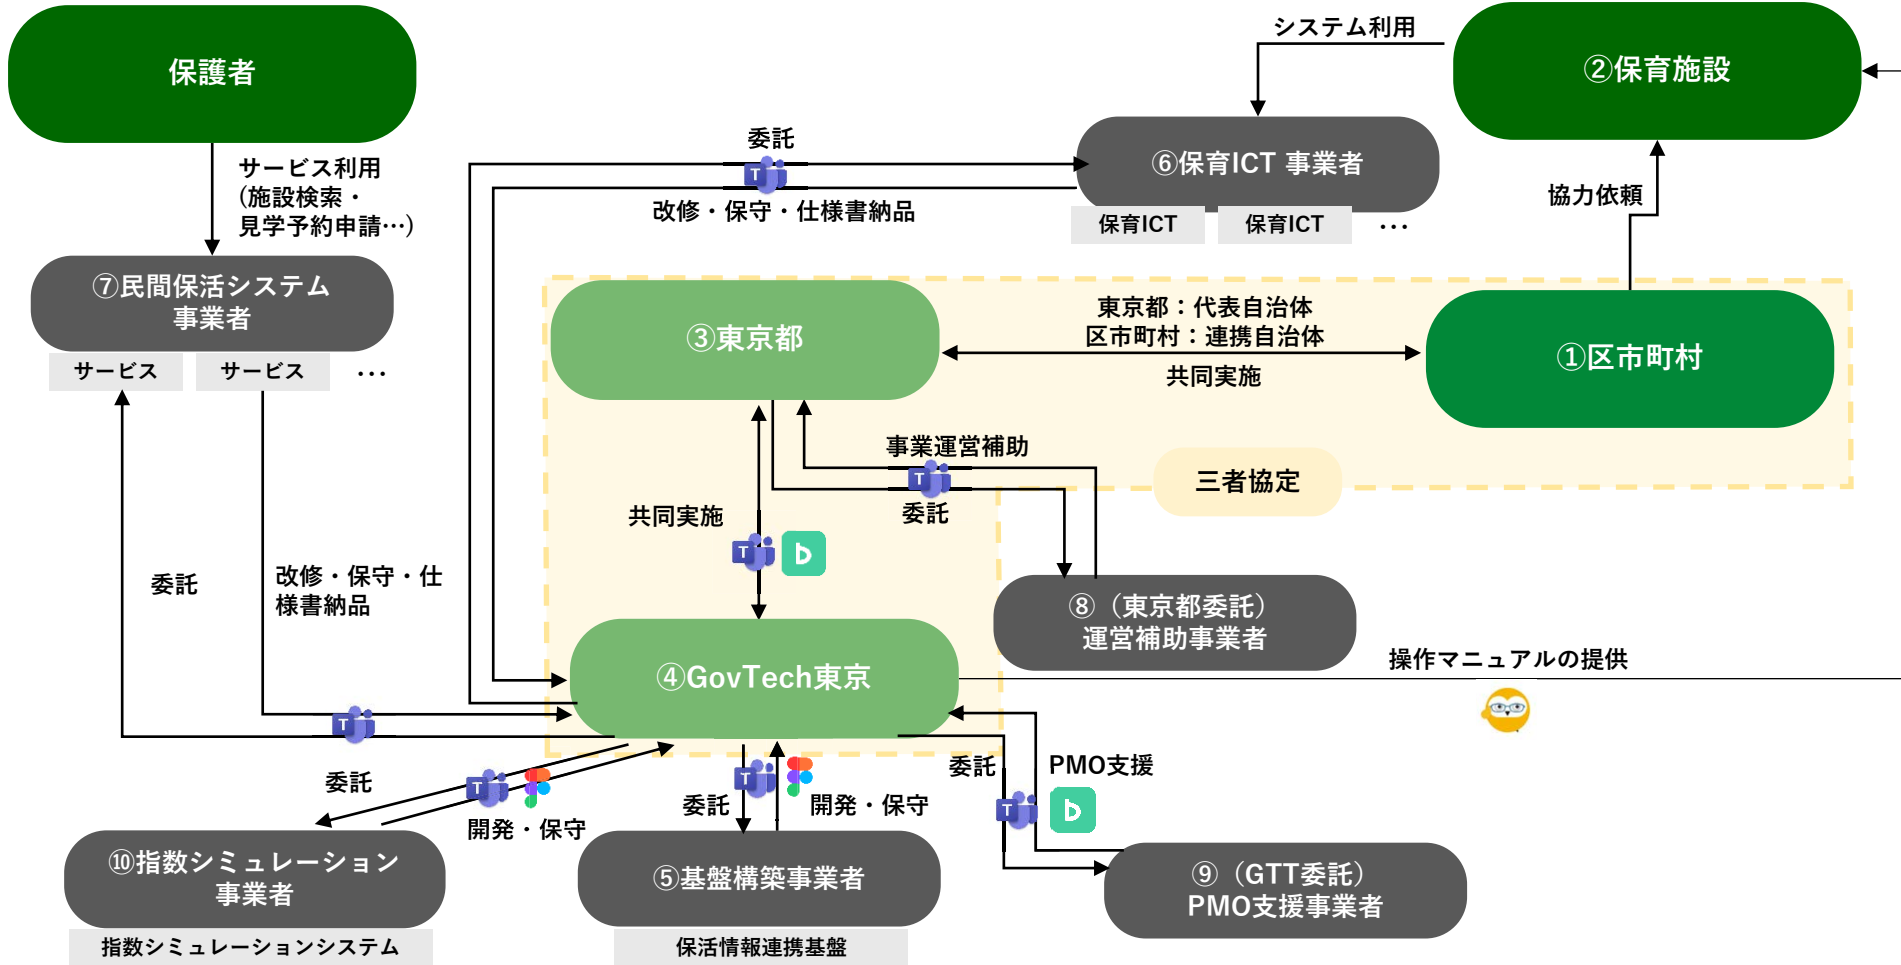 保護者
システム利用
②保育施設
委託
⑥保育ICT 事業者
サービス利用
(施設検索・
見学予約申請…)
改修・保守・仕様書納品
保育ICT
保育ICT
…
協力依頼
⑦民間保活システム
事業者
サービス
サービス
…
③東京都
東京都：代表自治体
区市町村：連携自治体
共同実施
①区市町村
事業運営補助
委託
三者協定
共同実施
委託
改修・保守・仕
様書納品
⑧（東京都委託）
運営補助事業者
④GovTech東京
操作マニュアルの提供
委託
開発・保守
委託
開発・保守
委託
PMO支援
⑩指数シミュレーション
事業者
指数シミュレーションシステム
⑤基盤構築事業者
保活情報連携基盤
⑨（GTT委託）
PMO支援事業者